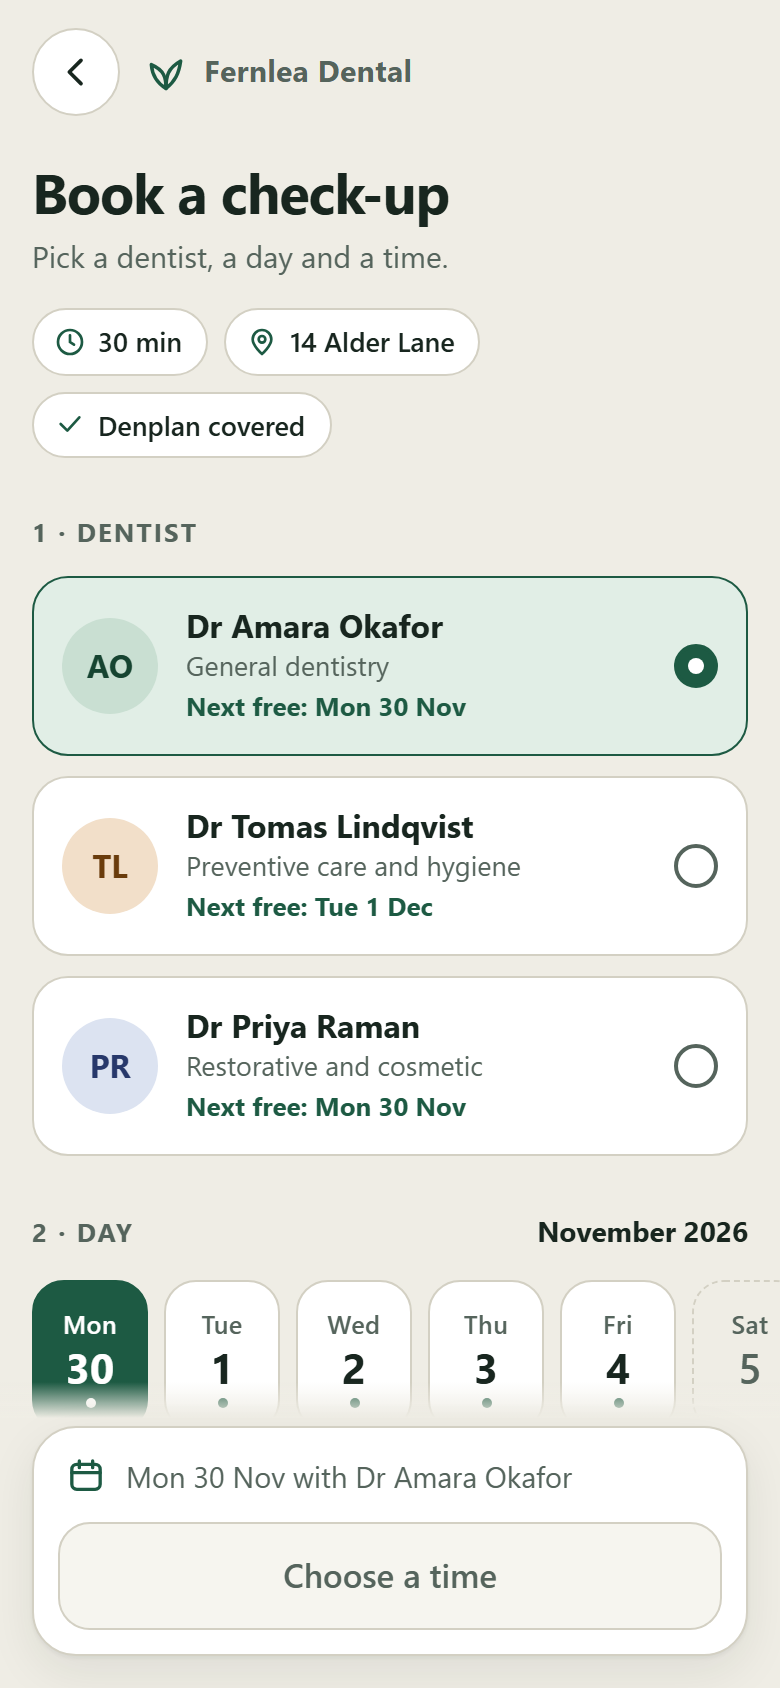 Fernlea Dental
Book a check-up
Pick a dentist, a day and a time.
30 min
14 Alder Lane
Denplan covered
1 · DENTIST
AO
Dr Amara Okafor
General dentistry
Next free: Mon 30 Nov
TL
Dr Tomas Lindqvist
Preventive care and hygiene
Next free: Tue 1 Dec
PR
Dr Priya Raman
Restorative and cosmetic
Next free: Mon 30 Nov
2 · DAY
November 2026
Mon
30
Tue
1
Wed
2
Thu
3
Fri
4
Sat
5
Mon 30 Nov with Dr Amara Okafor
Choose a time